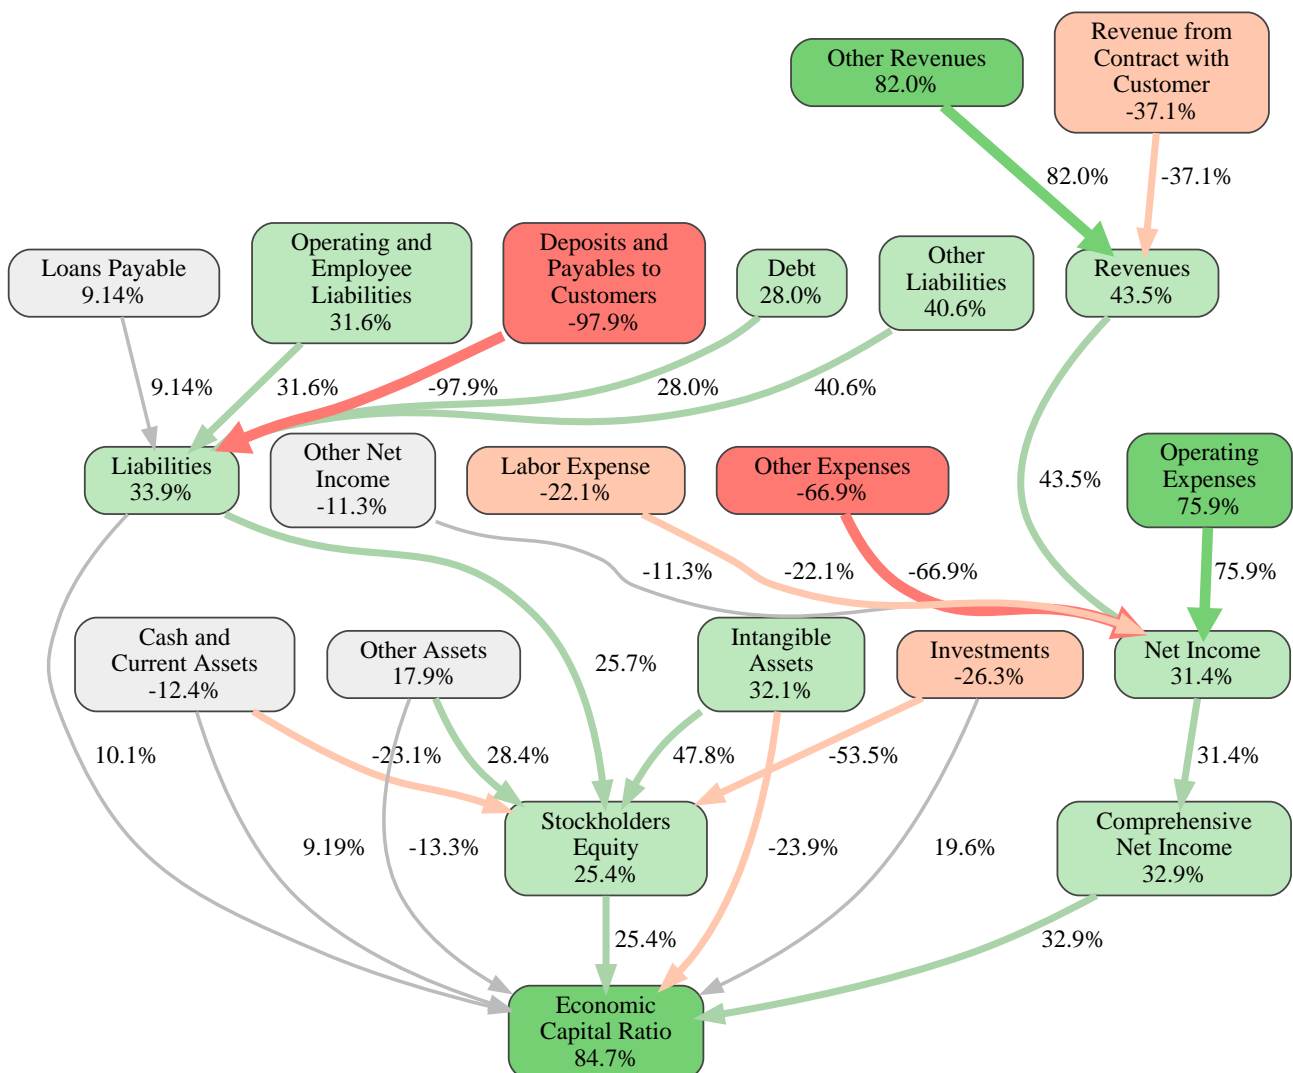 Other Revenues
82.0%
Revenue from
Contract with
Customer
-37.1%
82.0%
-37.1%
Loans Payable
9.14%
Operating and
Employee
Liabilities
31.6%
Deposits and
Payables to
Customers
-97.9%
Debt
28.0%
Other
Liabilities
40.6%
Revenues
43.5%
9.14%
31.6%
-97.9%
28.0%
40.6%
43.5%
Liabilities
33.9%
Other Net
Income
-11.3%
Labor Expense
-22.1%
Other Expenses
-66.9%
Operating
Expenses
75.9%
-11.3%
-22.1%
-66.9%
75.9%
Cash and
Current Assets
-12.4%
Other Assets
17.9%
25.7%
Intangible
Assets
32.1%
Investments
-26.3%
Net Income
31.4%
10.1%
-23.1%
28.4%
47.8%
-53.5%
31.4%
9.19%
-13.3%
Stockholders
Equity
25.4%
-23.9%
19.6%
Comprehensive
Net Income
32.9%
25.4%
32.9%
Economic
Capital Ratio
84.7%